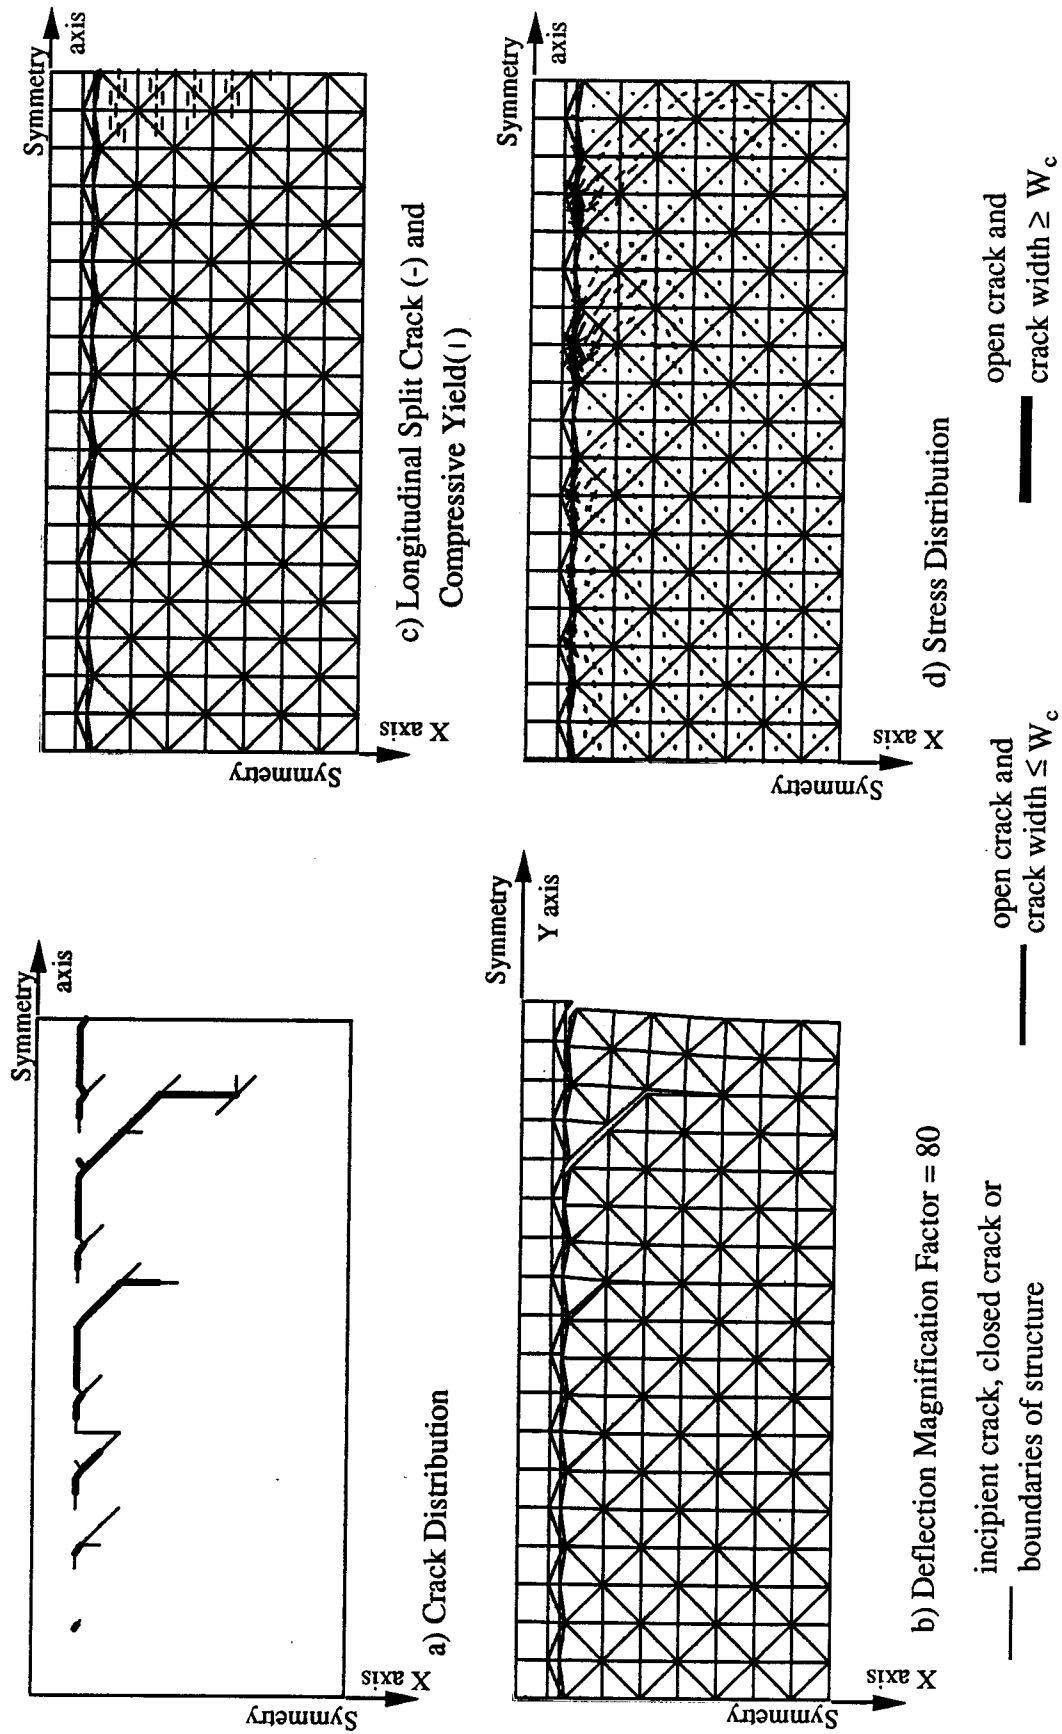 Symmetry
axis
Symmetry
X axis
a) Crack Distribution
Symmetry
Y axis
Symmetry
X axis
b) Deflection Magnification Factor = 80
Symmetry
axis
Symmetry
X axis
c) Longitudinal Split Crack (-) and
Compressive Yield(ı)
Symmetry
axis
Symmetry
X axis
d) Stress Distribution
incipient crack, closed crack or
boundaries of structure
open crack and
crack width ≤ Wc
open crack and
crack width ≥ Wc